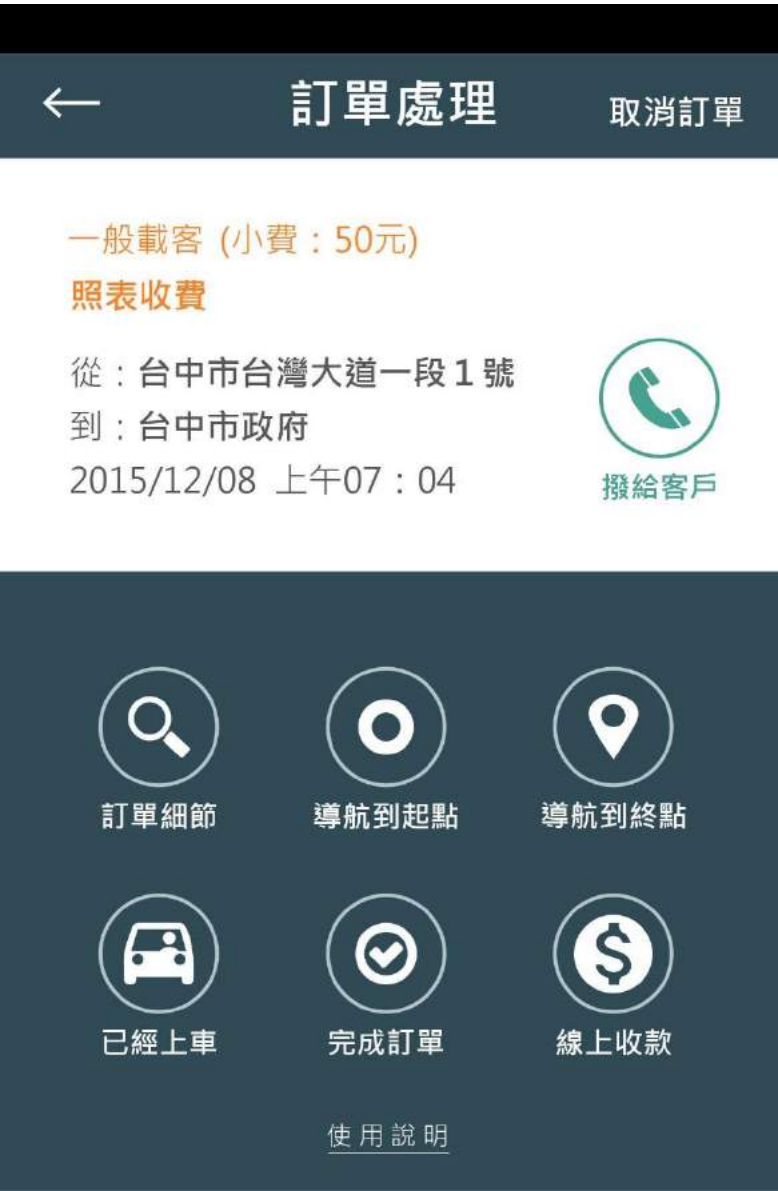 訂單處理
取消訂單
一般載客 (小費：50元)
照表收費
從：台中市台灣大道一段１號
到：台中市政府
2015/12/08 上午07：04
撥給客戶
訂單細節
導航到起點
導航到終點
已經上車
完成訂單
線上收款
使用說明